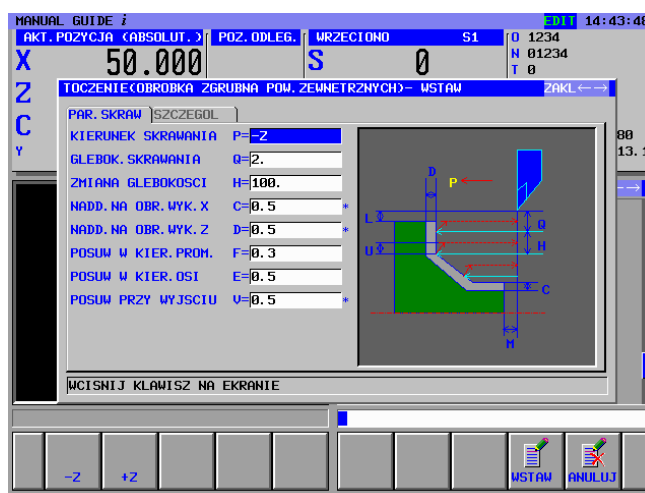 MANUAL GUIDE i EDIT 14:43:48
AKT.POZYCJA (ABSOLUT.) POZ.ODLEG. WRZECIONO S1 O 1234
X 50.000 S 0 N 01234
T 0
Z TOCZENIE(OBROBKA ZGRUBNA POW.ZEWNETRZNYCH)- WSTAW ZAKL←→
PAR.SKRAW SZCZEGOL
C KIERUNEK SKRAWANIA P=-Z
80
Y GLEBOK.SKRAWANIA Q=2.
13.
ZMIANA GLEBOKOSCI H=100.
NADD.NA OBR.WYK.X C=0.5 *
NADD.NA OBR.WYK.Z D=0.5 *
POSUW W KIER.PROM. F=0.3
POSUW W KIER.OSI E=0.5
POSUW PRZY WYJSCIU V=0.5 *
D
P
L
Q
U
H
C
M
WCISNIJ KLAWISZ NA EKRANIE
-Z +Z WSTAW ANULUJ